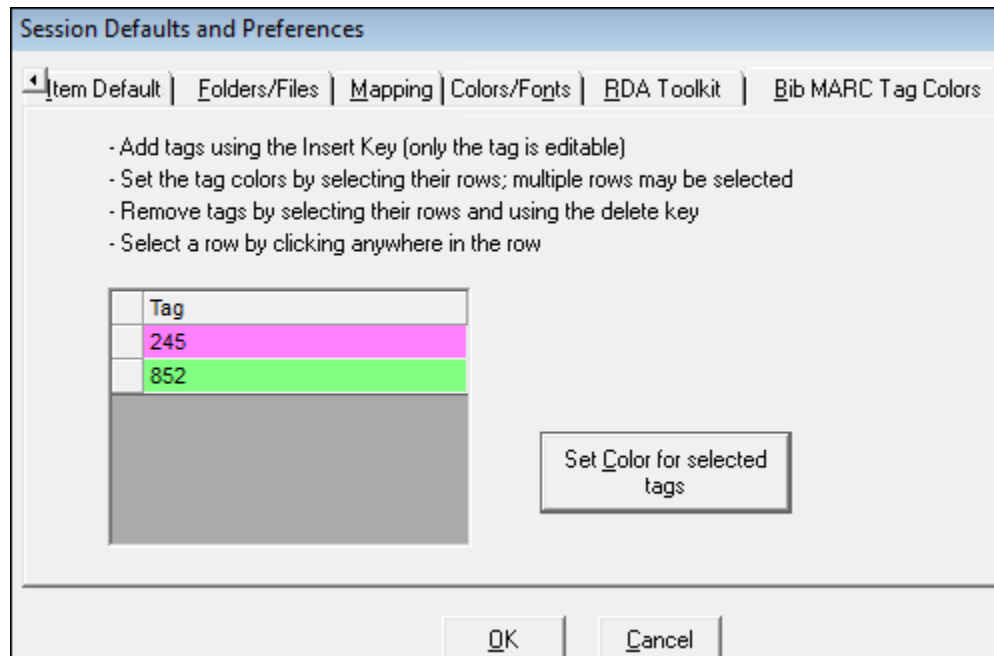 Session Defaults and Preferences
Item Default Folders/Files Mapping Colors/Fonts RDA Toolkit Bib MARC Tag Colors
- Add tags using the Insert Key (only the tag is editable)
- Set the tag colors by selecting their rows; multiple rows may be selected
- Remove tags by selecting their rows and using the delete key
- Select a row by clicking anywhere in the row
Tag
245
852
Set Color for selected
tags
OK Cancel